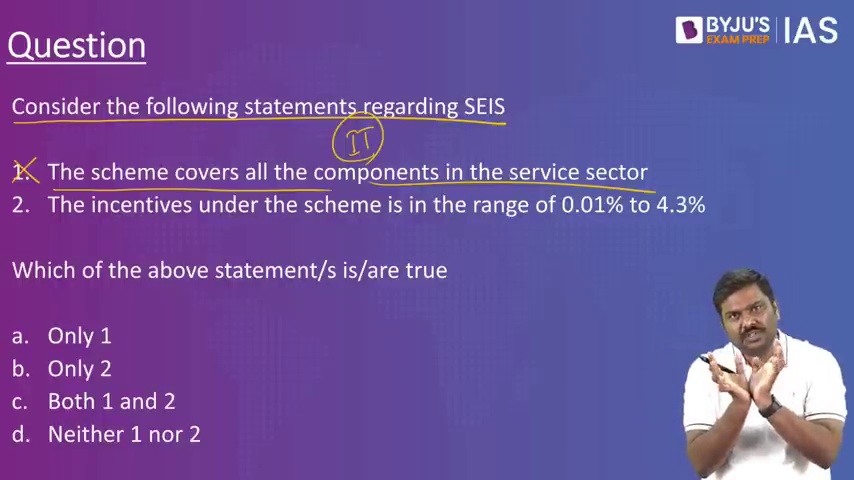 Question
BYJU'S
EXAM PREP
IAS
Consider the following statements regarding SEIS
IT
1. The scheme covers all the components in the service sector
2. The incentives under the scheme is in the range of 0.01% to 4.3%
Which of the above statement/s is/are true
a. Only 1
b. Only 2
c. Both 1 and 2
d. Neither 1 nor 2